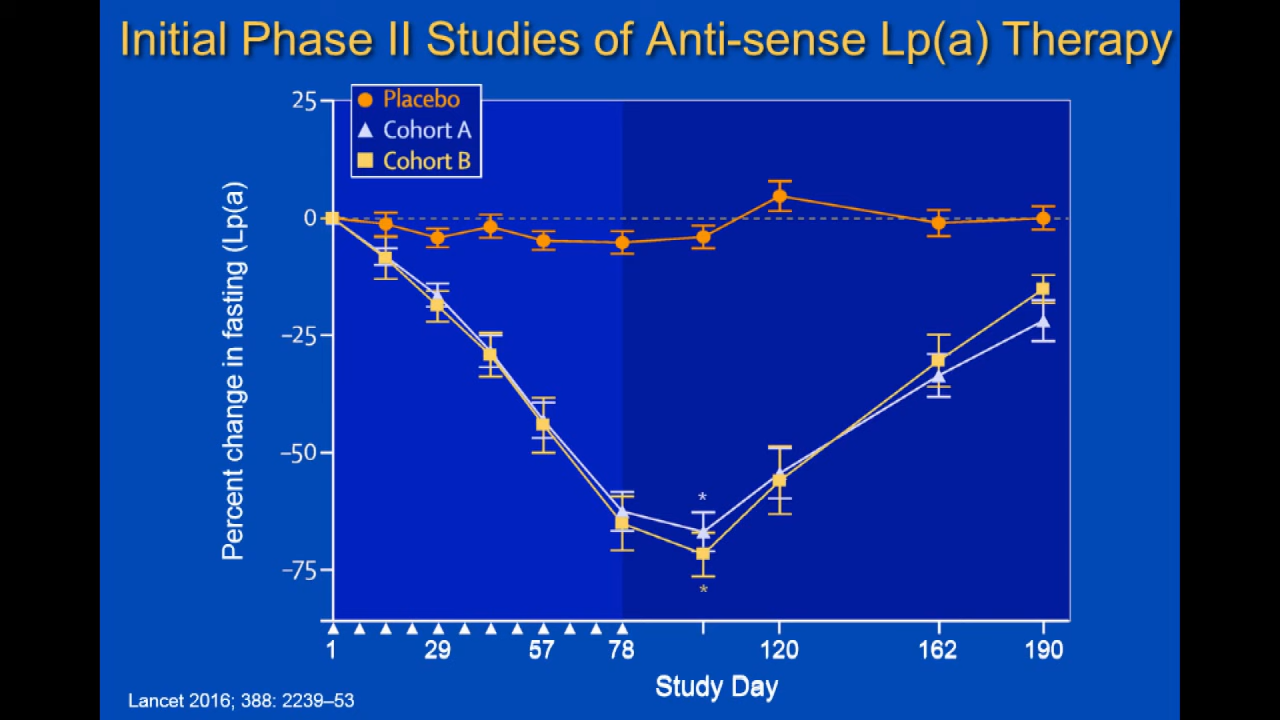 Initial Phase II Studies of Anti-sense Lp(a) Therapy
Placebo
Cohort A
Cohort B
Percent change in fasting (Lp(a)
25
0
–25
–50
–75
*
*
1 29 57 78 120 162 190
Study Day
Lancet 2016; 388: 2239–53